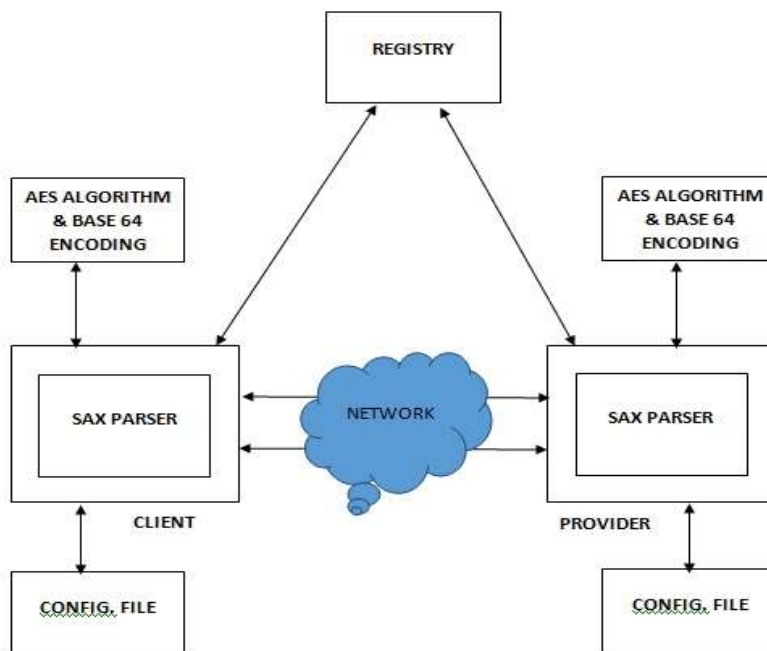 REGISTRY
AES ALGORITHM
& BASE 64
ENCODING
AES ALGORITHM
& BASE 64
ENCODING
SAX PARSER
NETWORK
SAX PARSER
CLIENT
PROVIDER
CONFIG. FILE
CONFIG. FILE